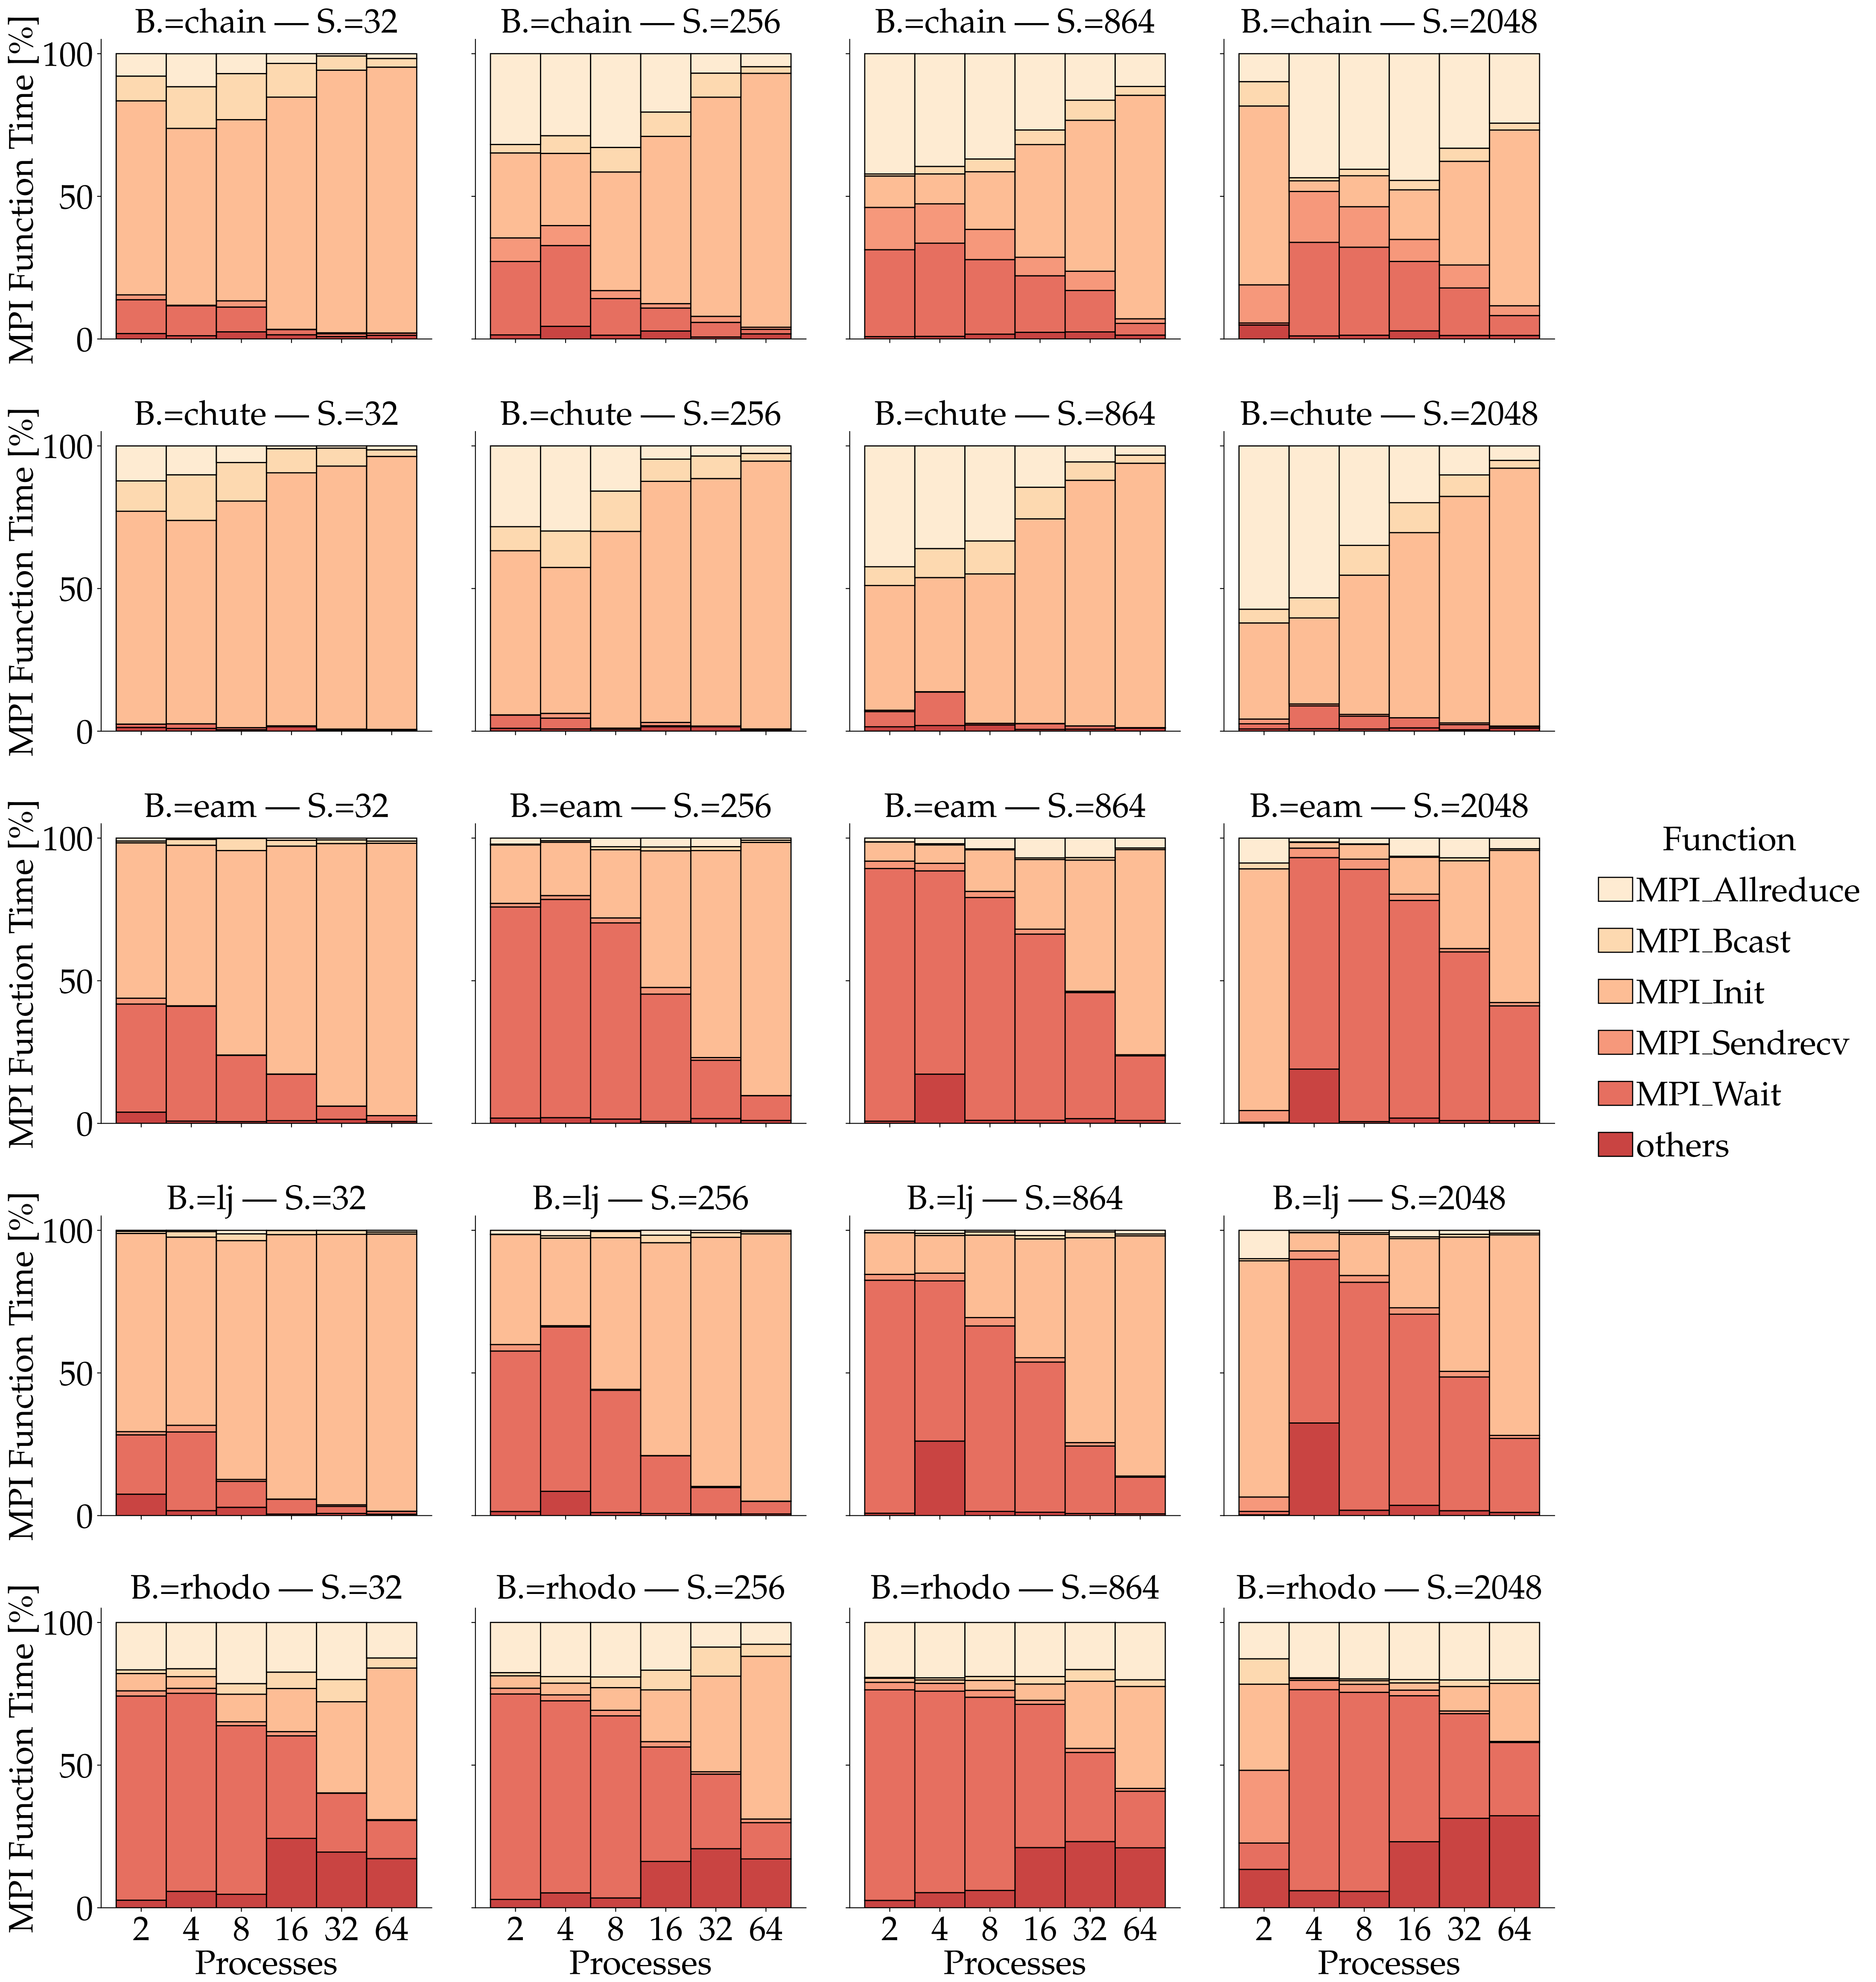 B.=chain — S.=32
B.=chain — S.=256
B.=chain — S.=864
B.=chain — S.=2048
MPI Function Time [%]
100
50
0
B.=chute — S.=32
B.=chute — S.=256
B.=chute — S.=864
B.=chute — S.=2048
MPI Function Time [%]
100
50
0
B.=eam — S.=32
B.=eam — S.=256
B.=eam — S.=864
B.=eam — S.=2048
MPI Function Time [%]
100
50
0
Function
MPI_Allreduce
MPI_Bcast
MPI_Init
MPI_Sendrecv
MPI_Wait
others
B.=lj — S.=32
B.=lj — S.=256
B.=lj — S.=864
B.=lj — S.=2048
MPI Function Time [%]
100
50
0
B.=rhodo — S.=32
B.=rhodo — S.=256
B.=rhodo — S.=864
B.=rhodo — S.=2048
MPI Function Time [%]
100
50
0
2 4 8 16 32 64
Processes
2 4 8 16 32 64
Processes
2 4 8 16 32 64
Processes
2 4 8 16 32 64
Processes